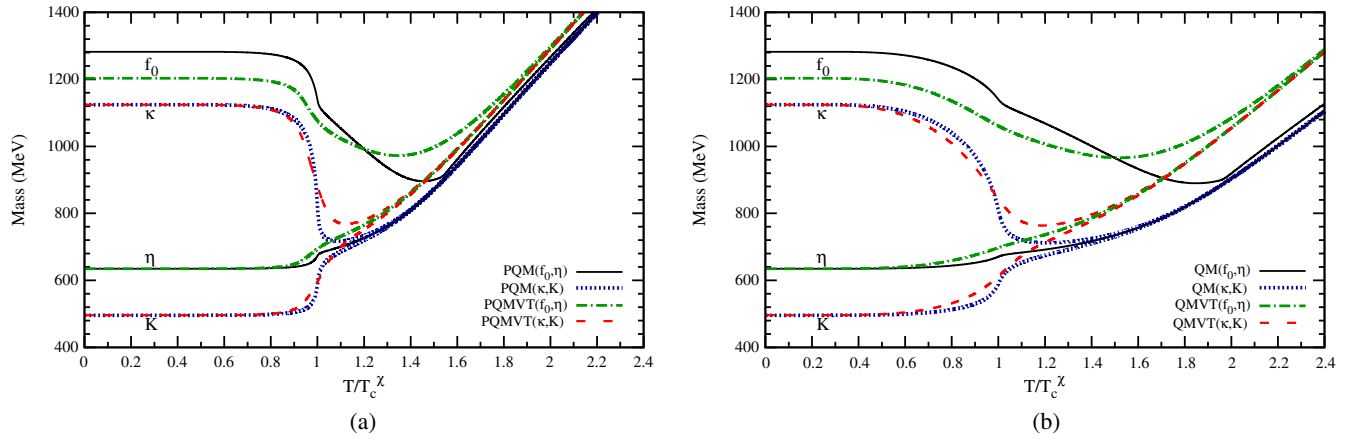 1400
1200
1000
800
600
400
Mass (MeV)
f₀
κ
η
K
PQM(f₀,η)
PQM(κ,K)
PQMVT(f₀,η)
PQMVT(κ,K)
0 0.2 0.4 0.6 0.8 1 1.2 1.4 1.6 1.8 2 2.2 2.4
T/T_c^χ
(a)
1400
1200
1000
800
600
400
Mass (MeV)
f₀
κ
η
K
QM(f₀,η)
QM(κ,K)
QMVT(f₀,η)
QMVT(κ,K)
0 0.2 0.4 0.6 0.8 1 1.2 1.4 1.6 1.8 2 2.2 2.4
T/T_c^χ
(b)